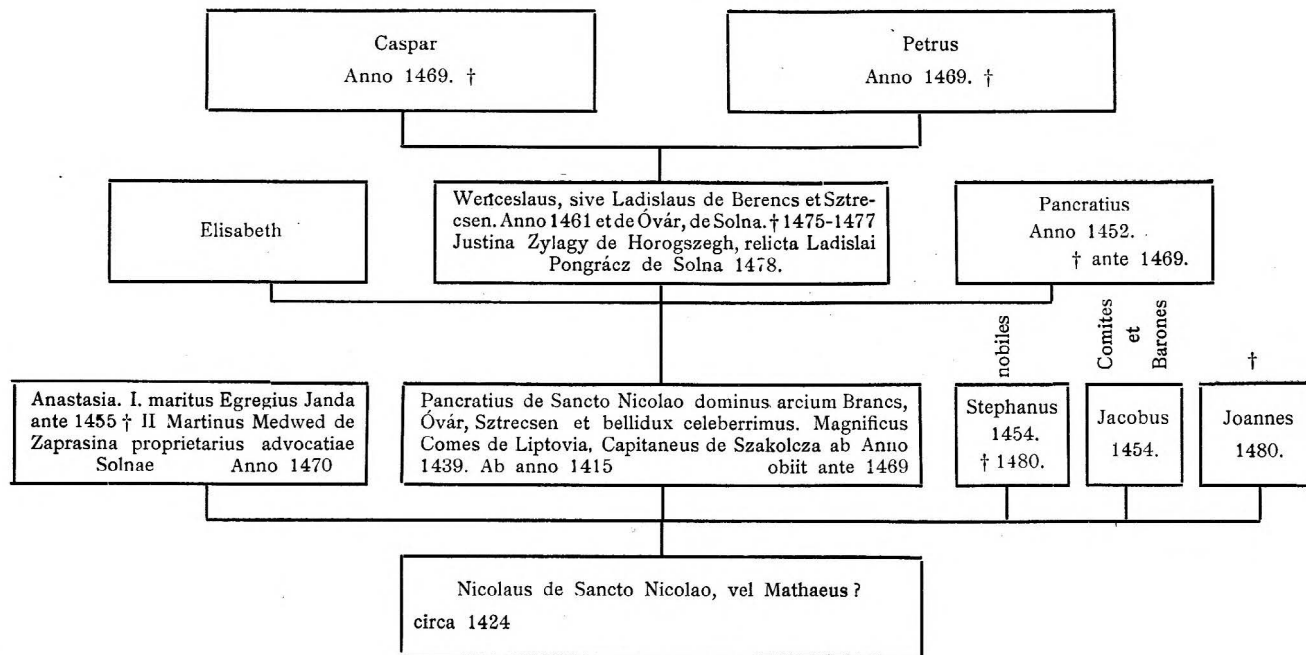 Caspar
Anno 1469. †
Petrus
Anno 1469. †
Elisabeth
Wenceslaus, sive Ladislaus de Berencs et Sztre-
csen. Anno 1461 et de Óvár, de Solna. † 1475-1477
Justina Zylagy de Horogszegh, relicta Ladislai
Pongrácz de Solna 1478.
Pancratius
Anno 1452.
† ante 1469.
nobiles
Comites
et
Barones
†
Anastasia. I. maritus Egregius Janda
ante 1455 † II Martinus Medwed de
Zaprasina proprietarius advocatiae
Solnae Anno 1470
Pancratius de Sancto Nicolao dominus arcium Brancs,
Óvár, Sztrecsen et bellidux celeberrimus. Magnificus
Comes de Liptovia, Capitaneus de Szakolcza ab Anno
1439. Ab anno 1415 obiit ante 1469
Stephanus
1454.
† 1480.
Jacobus
1454.
Joannes
1480.
Nicolaus de Sancto Nicolao, vel Mathaeus ?
circa 1424